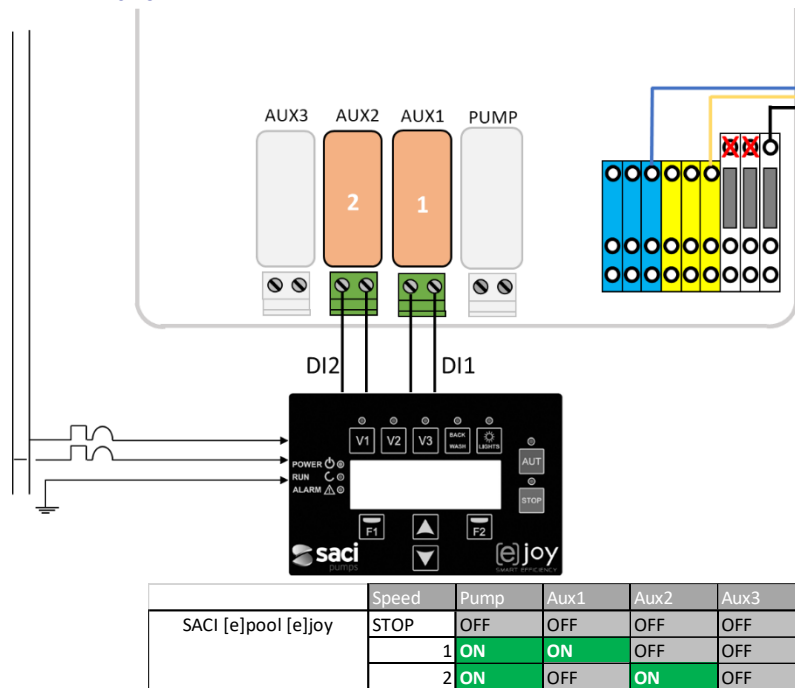 AUX3 AUX2 AUX1 PUMP
2 1
DI2 DI1
V1 V2 V3 BACK WASH LIGHTS
AUT
POWER
RUN
ALARM
STOP
F1 F2
saci
pumps
[e]joy
SMART EFFICIENCY
Speed Pump Aux1 Aux2 Aux3
SACI [e]pool [e]joy STOP OFF OFF OFF OFF
1 ON ON OFF OFF
2 ON OFF ON OFF